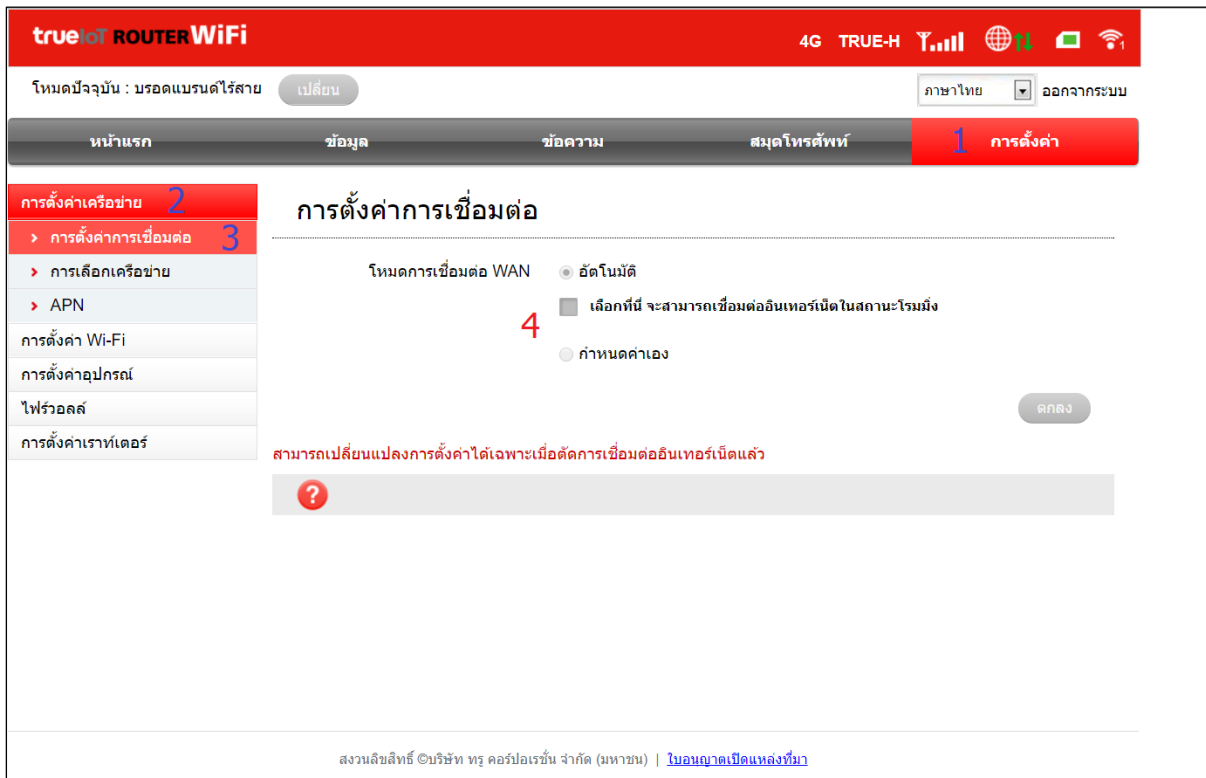 trueIoT ROUTER WiFi
4G TRUE-H
1
โหมดปัจจุบัน : บรอดแบรนด์ไร้สาย เปลี่ยน ภาษาไทย ออกจากระบบ
หน้าแรก ข้อมูล ข้อความ สมุดโทรศัพท์ 1 การตั้งค่า
การตั้งค่าเครือข่าย 2
การตั้งค่าการเชื่อมต่อ 3
การเลือกเครือข่าย
APN
การตั้งค่า Wi-Fi
การตั้งค่าอุปกรณ์
ไฟร์วอลล์
การตั้งค่าเราท์เตอร์
การตั้งค่าการเชื่อมต่อ
โหมดการเชื่อมต่อ WAN อัตโนมัติ
เลือกที่นี่ จะสามารถเชื่อมต่ออินเทอร์เน็ตในสถานะโรมมิ่ง
4
กำหนดค่าเอง
ตกลง
สามารถเปลี่ยนแปลงการตั้งค่าได้เฉพาะเมื่อตัดการเชื่อมต่ออินเทอร์เน็ตแล้ว
?
สงวนลิขสิทธิ์ ©บริษัท ทรู คอร์ปอเรชั่น จำกัด (มหาชน) | ใบอนุญาตเปิดแหล่งที่มา